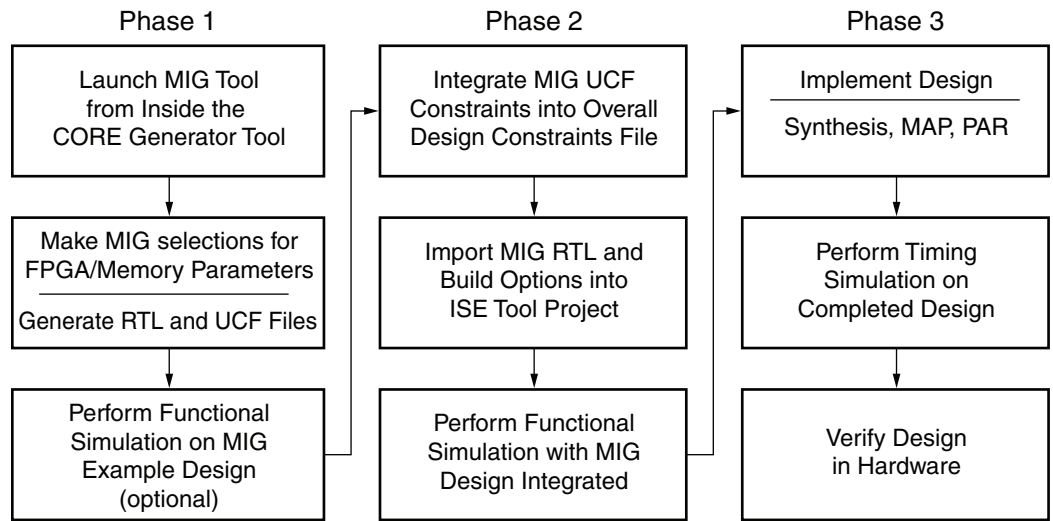 Phase 1
Launch MIG Tool
from Inside the
CORE Generator Tool
Make MIG selections for
FPGA/Memory Parameters
Generate RTL and UCF Files
Perform Functional
Simulation on MIG
Example Design
(optional)
Phase 2
Integrate MIG UCF
Constraints into Overall
Design Constraints File
Import MIG RTL and
Build Options into
ISE Tool Project
Perform Functional
Simulation with MIG
Design Integrated
Phase 3
Implement Design
Synthesis, MAP, PAR
Perform Timing
Simulation on
Completed Design
Verify Design
in Hardware